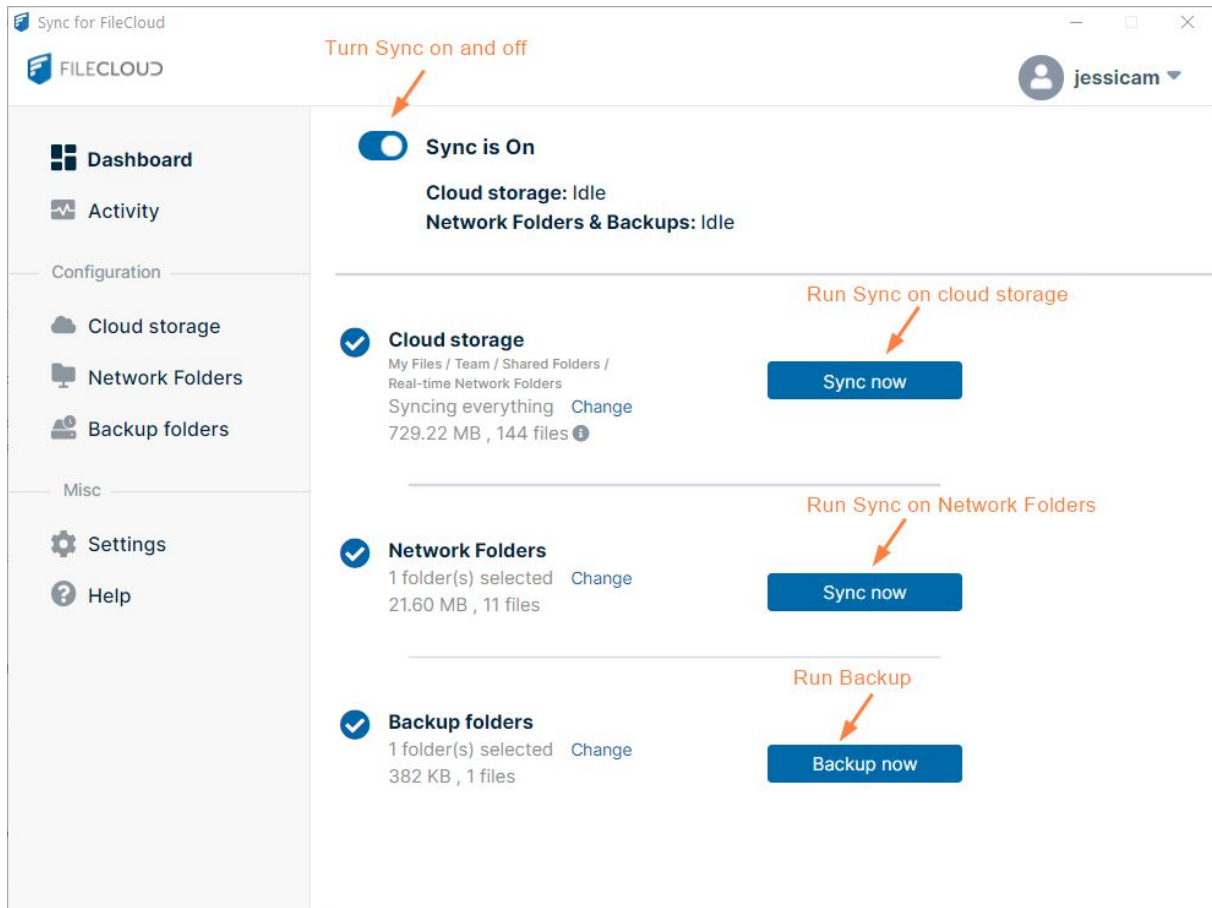 Sync for FileCloud
Turn Sync on and off
FILECLOUD
jessicam
Dashboard
Activity
Configuration
Cloud storage
Network Folders
Backup folders
Misc
Settings
Help
Sync is On
Cloud storage: Idle
Network Folders & Backups: Idle
Run Sync on cloud storage
Cloud storage
My Files / Team / Shared Folders /
Real-time Network Folders
Syncing everything Change
729.22 MB , 144 files
Sync now
Run Sync on Network Folders
Network Folders
1 folder(s) selected Change
21.60 MB , 11 files
Sync now
Run Backup
Backup folders
1 folder(s) selected Change
382 KB , 1 files
Backup now